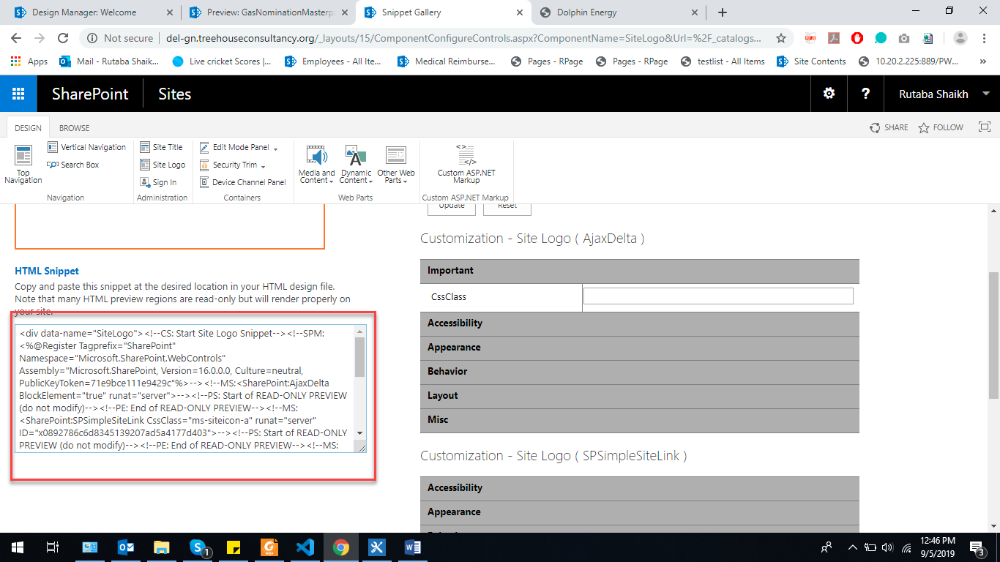 Design Manager: Welcome
Preview: GasNominationMasterpa
Snippet Gallery
Dolphin Energy
Not secure
del-gn.treehouseconsultancy.org/_layouts/15/ComponentConfigureControls.aspx?ComponentName=SiteLogo&Url=%2F_catalogs...
Apps
Mail - Rutaba Shaik...
Live cricket Scores |...
Employees - All Ite...
Medical Reimburse...
Pages - RPage
Pages - RPage
testlist - All Items
Site Contents
10.20.2.225:889/PW...
SharePoint
Sites
?
Rutaba Shaikh
DESIGN
BROWSE
SHARE
FOLLOW
Top Navigation
Vertical Navigation
Search Box
Navigation
Site Title
Site Logo
Sign In
Administration
Edit Mode Panel
Security Trim
Device Channel Panel
Containers
Media and Content
Dynamic Content
Other Web Parts
Web Parts
Custom ASP.NET Markup
Custom ASP.NET Markup
Update
Reset
HTML Snippet
Copy and paste this snippet at the desired location in your HTML design file.
Note that many HTML preview regions are read-only but will render properly on
your site.
<div data-name="SiteLogo"><!--CS: Start Site Logo Snippet--><!--SPM:
<%@Register Tagprefix="SharePoint"
Namespace="Microsoft.SharePoint.WebControls"
Assembly="Microsoft.SharePoint, Version=16.0.0.0, Culture=neutral,
PublicKeyToken=71e9bce111e9429c"%>--><!--MS:<SharePoint:AjaxDelta
BlockElement="true" runat="server">--><!--PS: Start of READ-ONLY PREVIEW
(do not modify)--><!--PE: End of READ-ONLY PREVIEW--><!--MS:
<SharePoint:SPSimpleSiteLink CssClass="ms-siteicon-a" runat="server"
ID="x0892786c6d8345139207ad5a4177d403">--><!--PS: Start of READ-ONLY
PREVIEW (do not modify)--><!--PE: End of READ-ONLY PREVIEW--><!--MS:
Customization - Site Logo ( AjaxDelta )
Important
CssClass
Accessibility
Appearance
Behavior
Layout
Misc
Customization - Site Logo ( SPSimpleSiteLink )
Accessibility
Appearance
12:46 PM
9/5/2019
1
3